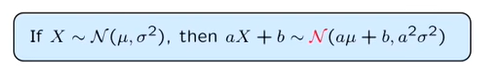 If X ∼ 𝒩(μ, σ²), then aX + b ∼ 𝒩(aμ + b, a²σ²)